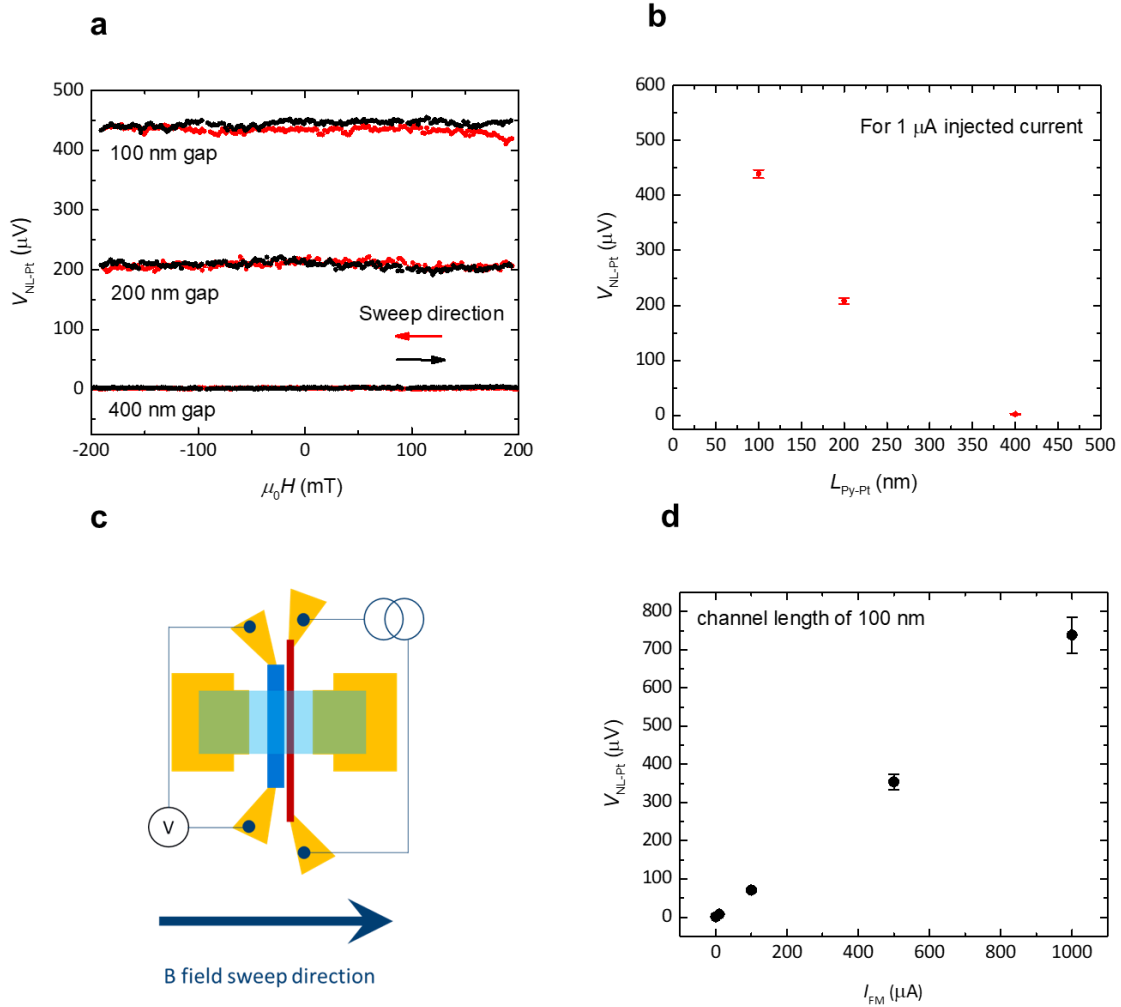 a
500
400
300
200
100
0
V_NL-Pt (μV)
100 nm gap
200 nm gap
Sweep direction
400 nm gap
-200 -100 0 100 200
μ₀H (mT)
b
600
500
400
300
200
100
0
V_NL-Pt (μV)
For 1 μA injected current
0 50 100 150 200 250 300 350 400 450 500
L_Py-Pt (nm)
c
V
B field sweep direction
d
800
700
600
500
400
300
200
100
0
V_NL-Pt (μV)
channel length of 100 nm
0 200 400 600 800 1000
I_FM (μA)